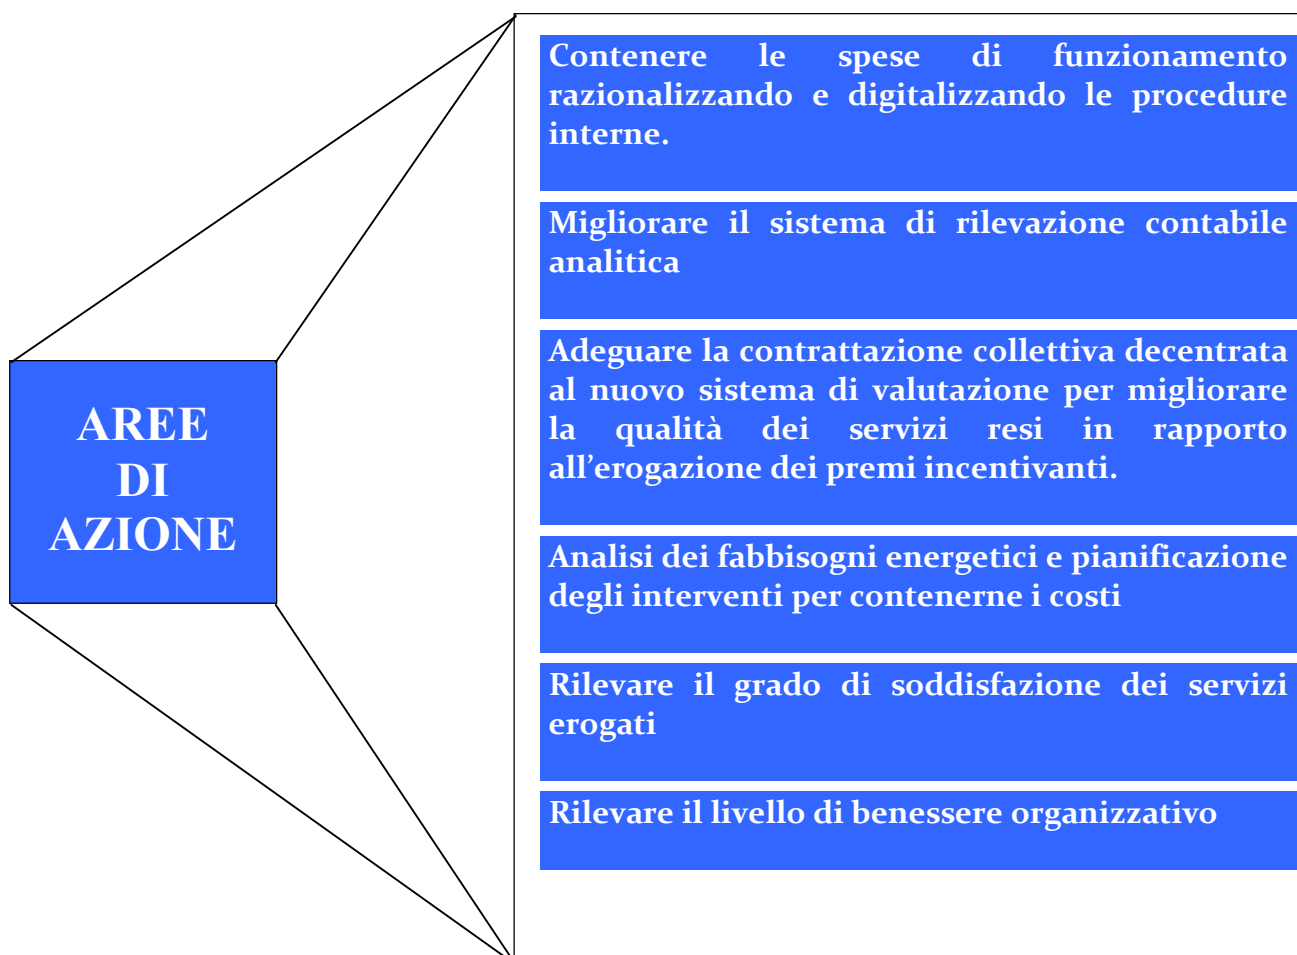 AREE
DI
AZIONE
Contenere le spese di funzionamento
razionalizzando e digitalizzando le procedure
interne.
Migliorare il sistema di rilevazione contabile
analitica
Adeguare la contrattazione collettiva decentrata
al nuovo sistema di valutazione per migliorare
la qualità dei servizi resi in rapporto
all’erogazione dei premi incentivanti.
Analisi dei fabbisogni energetici e pianificazione
degli interventi per contenerne i costi
Rilevare il grado di soddisfazione dei servizi
erogati
Rilevare il livello di benessere organizzativo